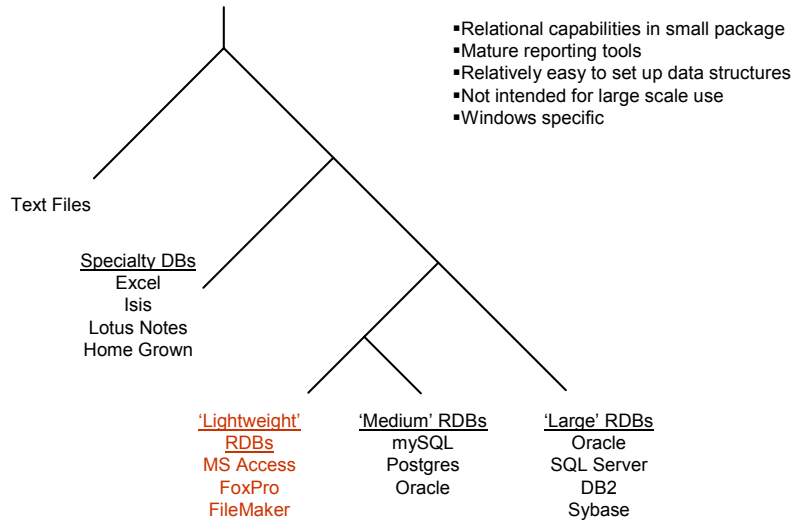 ▪Relational capabilities in small package
▪Mature reporting tools
▪Relatively easy to set up data structures
▪Not intended for large scale use
▪Windows specific
Text Files
Specialty DBs
Excel
Isis
Lotus Notes
Home Grown
‘Lightweight’
RDBs
MS Access
FoxPro
FileMaker
‘Medium’ RDBs
mySQL
Postgres
Oracle
‘Large’ RDBs
Oracle
SQL Server
DB2
Sybase